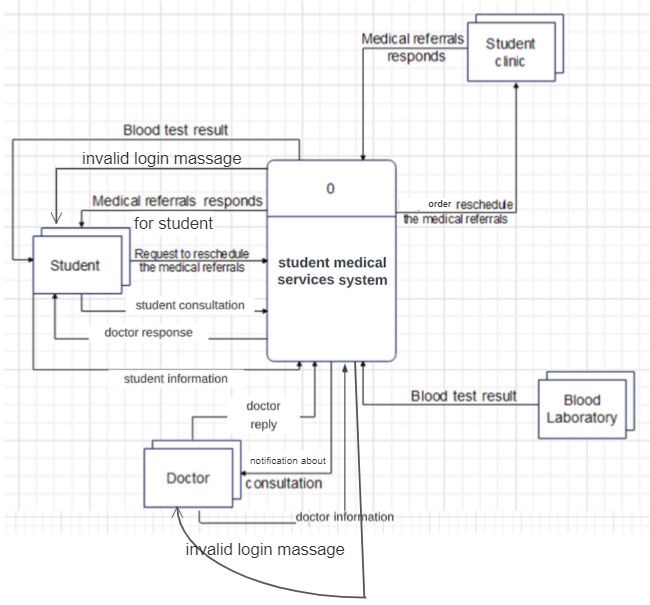 Medical referrals
responds
Student
clinic
Blood test result
invalid login massage
0
Medical referrals  responds
for student
order reschedule
the medical referrals
Student
Request to reschedule
the medical referrals
student medical
services system
student consultation
doctor response
student information
Blood test result
Blood
Laboratory
doctor
reply
notification about
consultation
Doctor
doctor information
invalid login massage